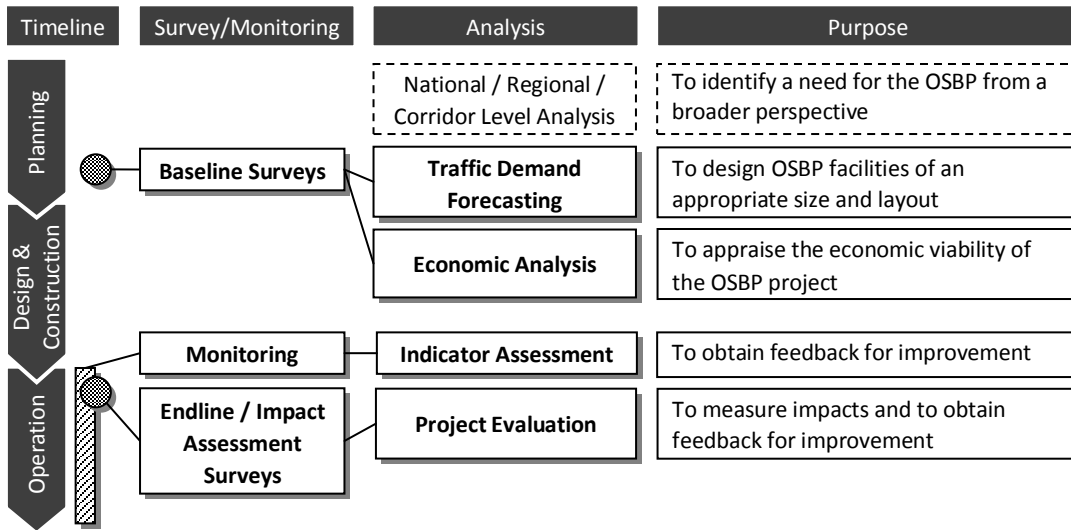 Timeline
Survey/Monitoring
Analysis
Purpose
Planning
National / Regional /
Corridor Level Analysis
To identify a need for the OSBP from a
broader perspective
Baseline Surveys
Traffic Demand
Forecasting
To design OSBP facilities of an
appropriate size and layout
Design &
Construction
Economic Analysis
To appraise the economic viability of
the OSBP project
Monitoring
Indicator Assessment
To obtain feedback for improvement
Operation
Endline / Impact
Assessment
Surveys
Project Evaluation
To measure impacts and to obtain
feedback for improvement